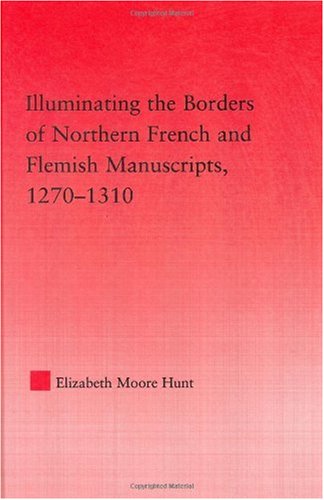 Illuminating the Borders
of Northern French and
Flemish Manuscripts,
1270–1310
Elizabeth Moore Hunt